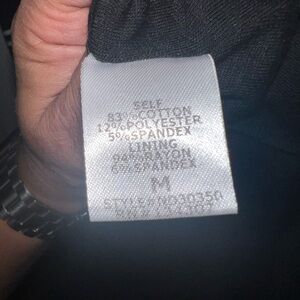 SELF
83%COTTON
12%POLYESTER
5%SPANDEX
LINING
94%RAYON
6%SPANDEX
M
STYLE#ND30350